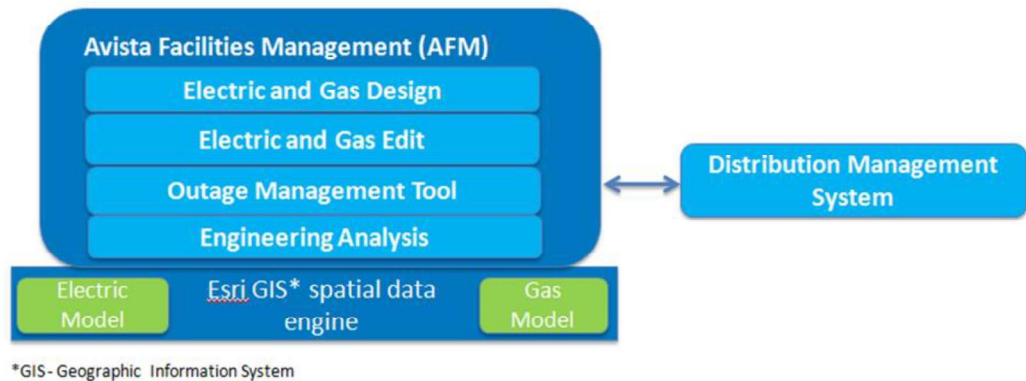 Avista Facilities Management (AFM)
Electric and Gas Design
Electric and Gas Edit
Outage Management Tool
Engineering Analysis
Distribution Management
System
Electric
Model
Esri GIS* spatial data
engine
Gas
Model
*GIS - Geographic Information System